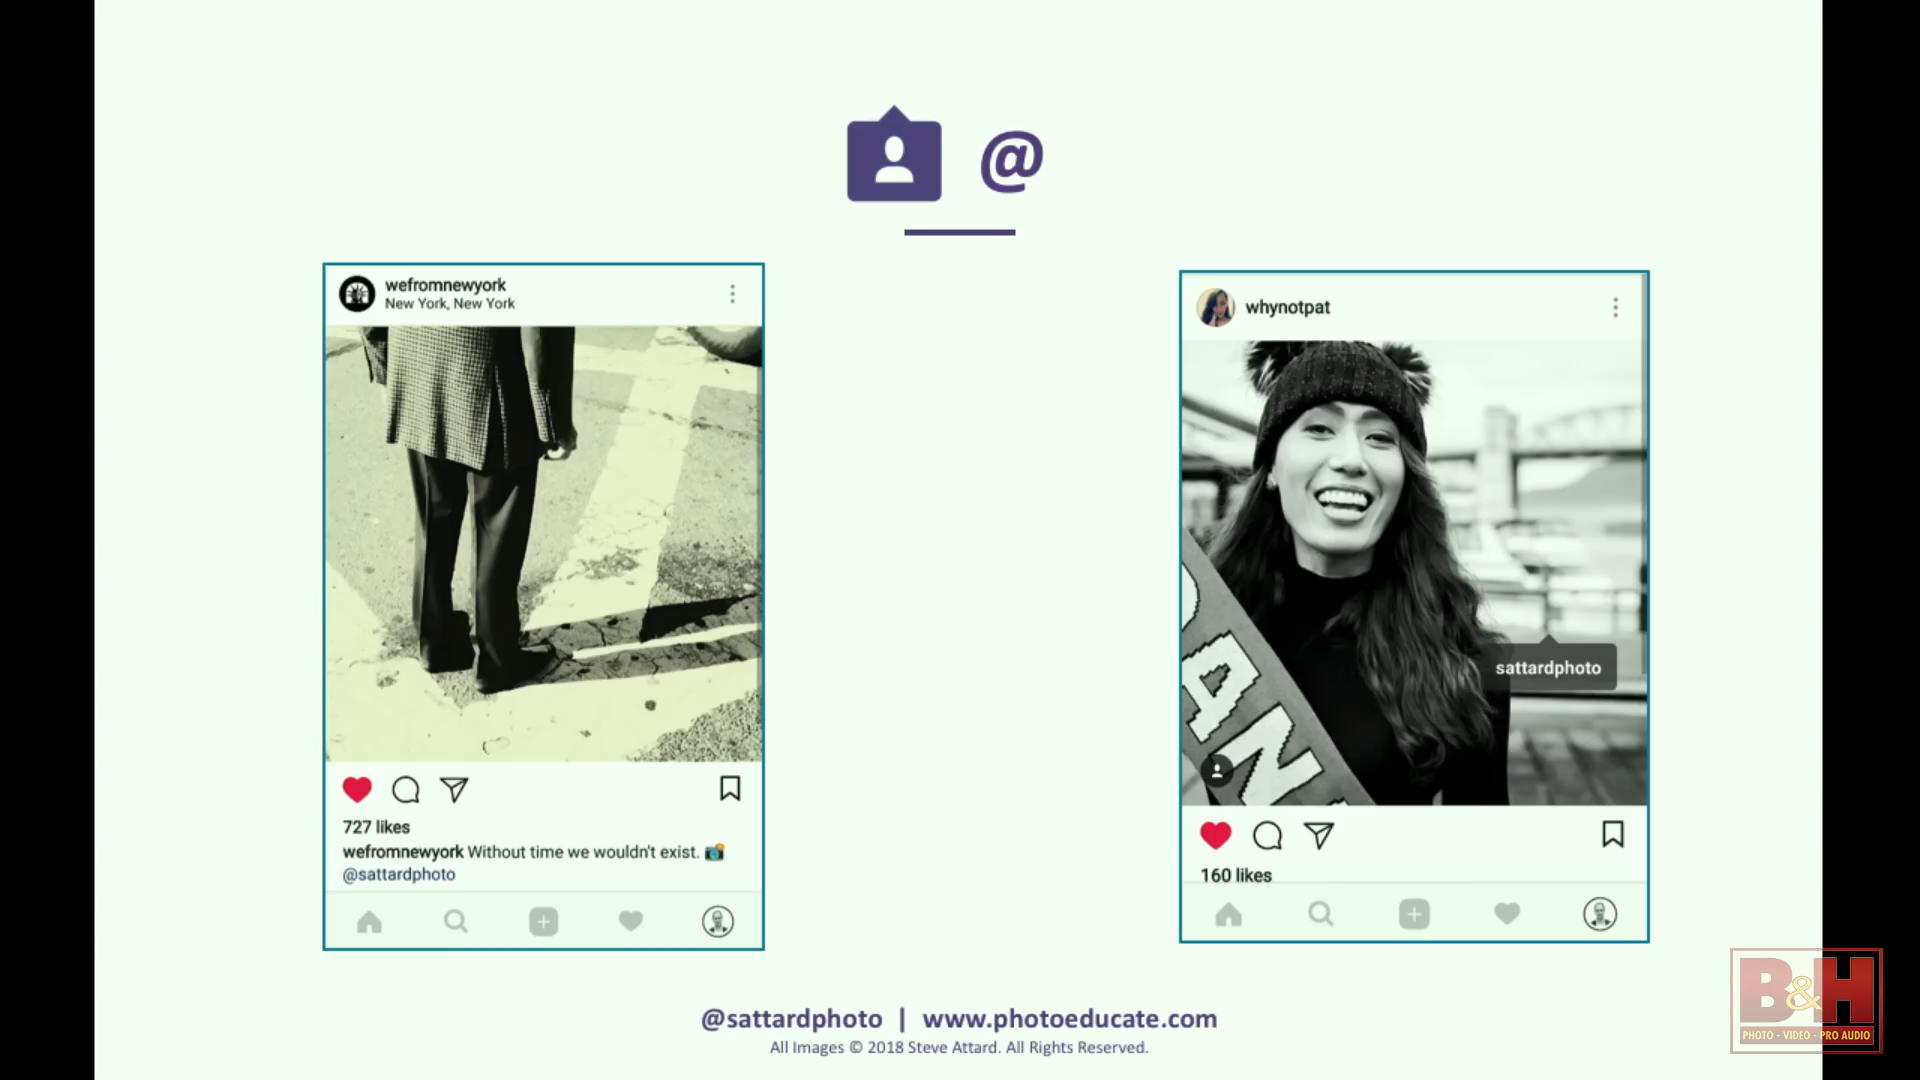 @
wefromnewyork
New York, New York
727 likes
wefromnewyork Without time we wouldn't exist. 📸
@sattardphoto
whynotpat
DAN
sattardphoto
160 likes
@sattardphoto | www.photoeducate.com
All Images © 2018 Steve Attard. All Rights Reserved.
B&H
PHOTO - VIDEO - PRO AUDIO